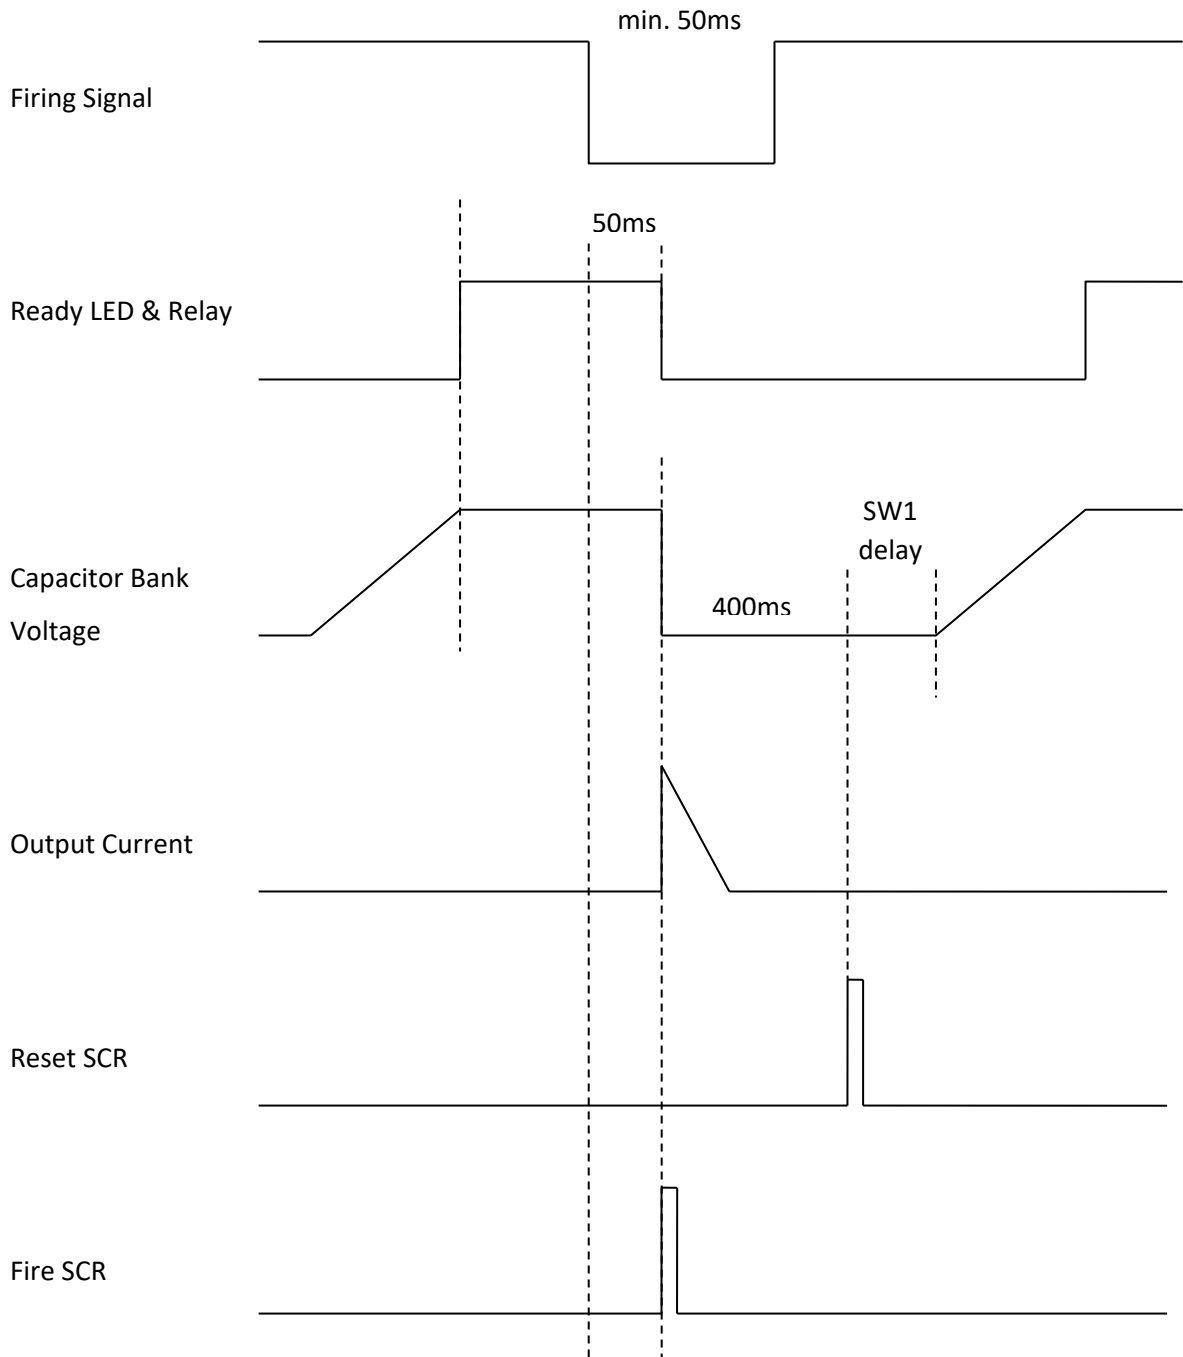 min. 50ms
Firing Signal
50ms
Ready LED & Relay
SW1
delay
Capacitor Bank
400ms
Voltage
Output Current
Reset SCR
Fire SCR